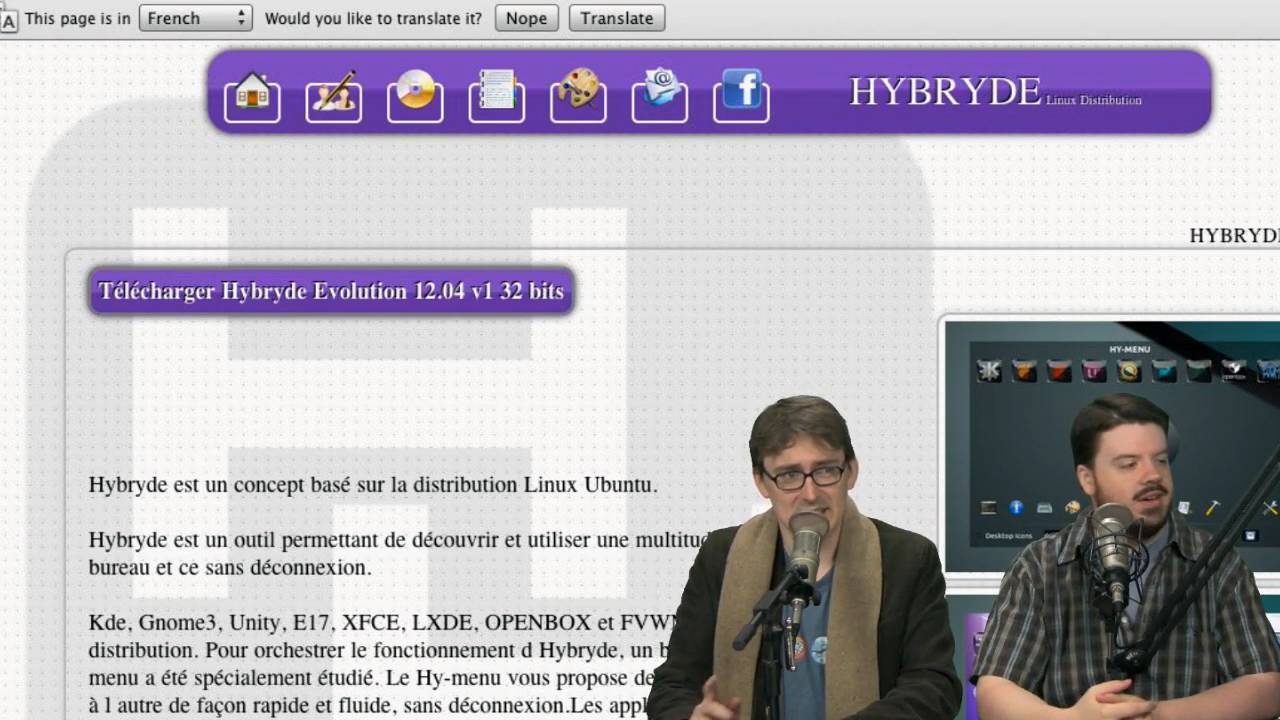 This page is in French Would you like to translate it? Nope Translate
HYBRYDE Linux Distribution
HYBRYDE
Télécharger Hybryde Evolution 12.04 v1 32 bits
HY-MENU
Hybryde est un concept basé sur la distribution Linux Ubuntu.
Desktop Icons
Hybryde est un outil permettant de découvrir et utiliser une
bureau et ce sans déconnexion.
Kde, Gnome3, Unity, E17, XFCE, LXDE, OPENBOX et
distribution. Pour orchestrer le fonctionnement d Hybryde, un
menu a été spécialement étudié. Le Hy-menu vous propose de
à l autre de façon rapide et fluide, sans déconnexion.Les